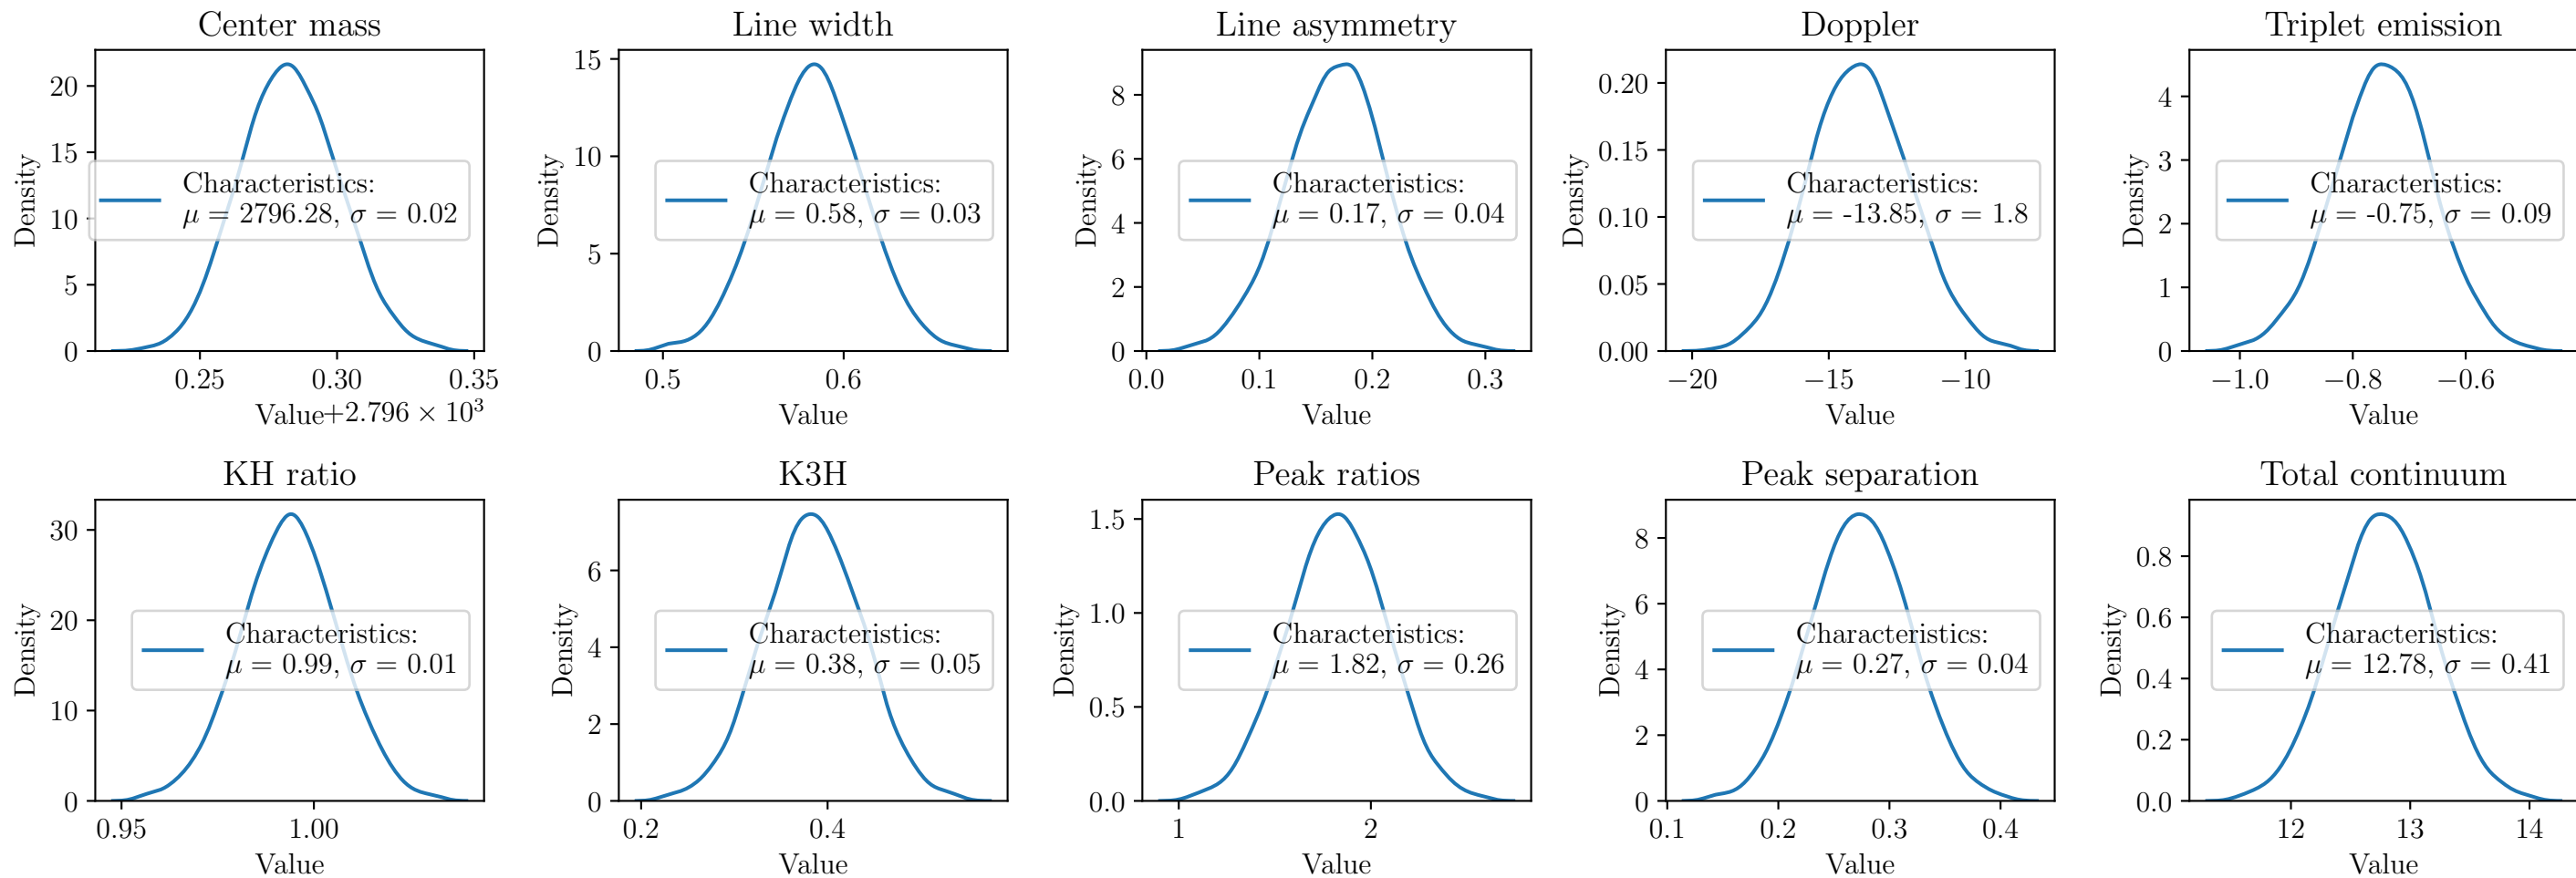 Center mass
Density
20
15
10
5
0
Characteristics:
μ = 2796.28, σ = 0.02
0.25 0.30 0.35
Value+2.796 × 10³
Line width
Density
15
10
5
0
Characteristics:
μ = 0.58, σ = 0.03
0.5 0.6
Value
Line asymmetry
Density
8
6
4
2
0
Characteristics:
μ = 0.17, σ = 0.04
0.0 0.1 0.2 0.3
Value
Doppler
Density
0.20
0.15
0.10
0.05
0.00
Characteristics:
μ = -13.85, σ = 1.8
−20 −15 −10
Value
Triplet emission
Density
4
3
2
1
0
Characteristics:
μ = -0.75, σ = 0.09
−1.0 −0.8 −0.6
Value
KH ratio
Density
30
20
10
0
Characteristics:
μ = 0.99, σ = 0.01
0.95 1.00
Value
K3H
Density
6
4
2
0
Characteristics:
μ = 0.38, σ = 0.05
0.2 0.4
Value
Peak ratios
Density
1.5
1.0
0.5
0.0
Characteristics:
μ = 1.82, σ = 0.26
1 2
Value
Peak separation
Density
8
6
4
2
0
Characteristics:
μ = 0.27, σ = 0.04
0.1 0.2 0.3 0.4
Value
Total continuum
Density
0.8
0.6
0.4
0.2
0.0
Characteristics:
μ = 12.78, σ = 0.41
12 13 14
Value